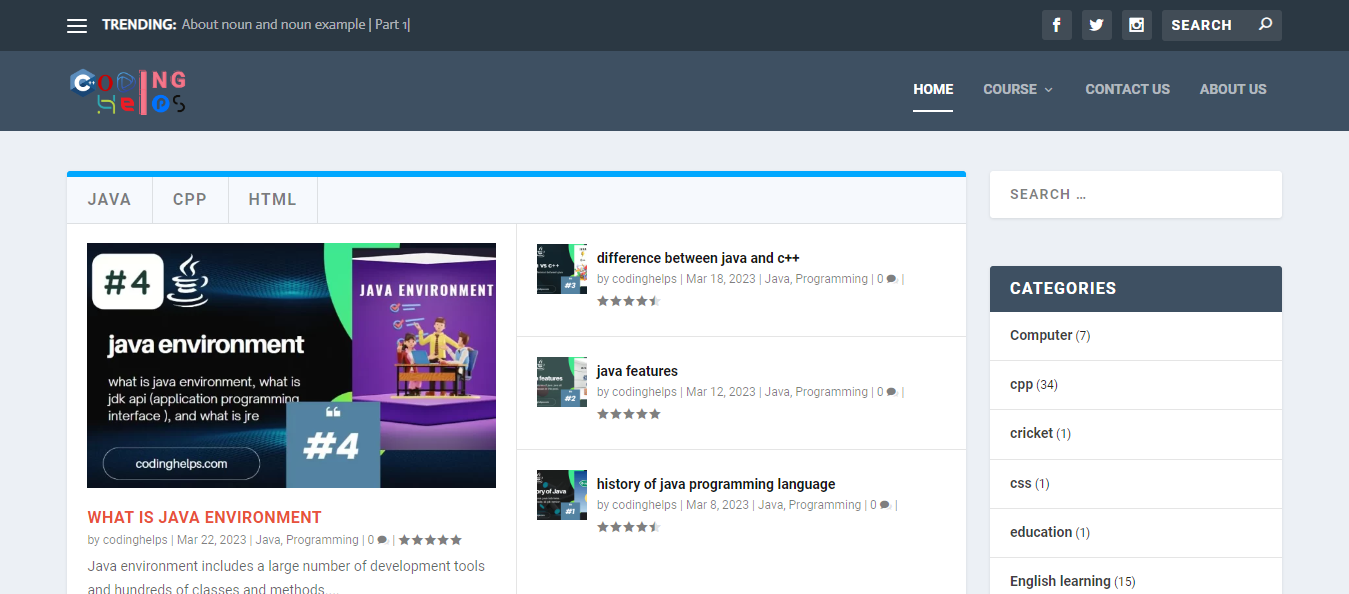 TRENDING: About noun and noun example | Part 1|
SEARCH
CODING
helps
HOME
COURSE
CONTACT US
ABOUT US
JAVA
CPP
HTML
#4
JAVA ENVIRONMENT
java environment
what is java environment, what is
jdk api (application programming
interface ), and what is jre
#4
codinghelps.com
WHAT IS JAVA ENVIRONMENT
by codinghelps | Mar 22, 2023 | Java, Programming | 0 |
Java environment includes a large number of development tools
and hundreds of classes and methods....
#3
difference between java and c++
by codinghelps | Mar 18, 2023 | Java, Programming | 0 |
features
#2
java features
by codinghelps | Mar 12, 2023 | Java, Programming | 0 |
ory of Java
#1
history of java programming language
by codinghelps | Mar 8, 2023 | Java, Programming | 0 |
SEARCH …
CATEGORIES
Computer (7)
cpp (34)
cricket (1)
css (1)
education (1)
English learning (15)